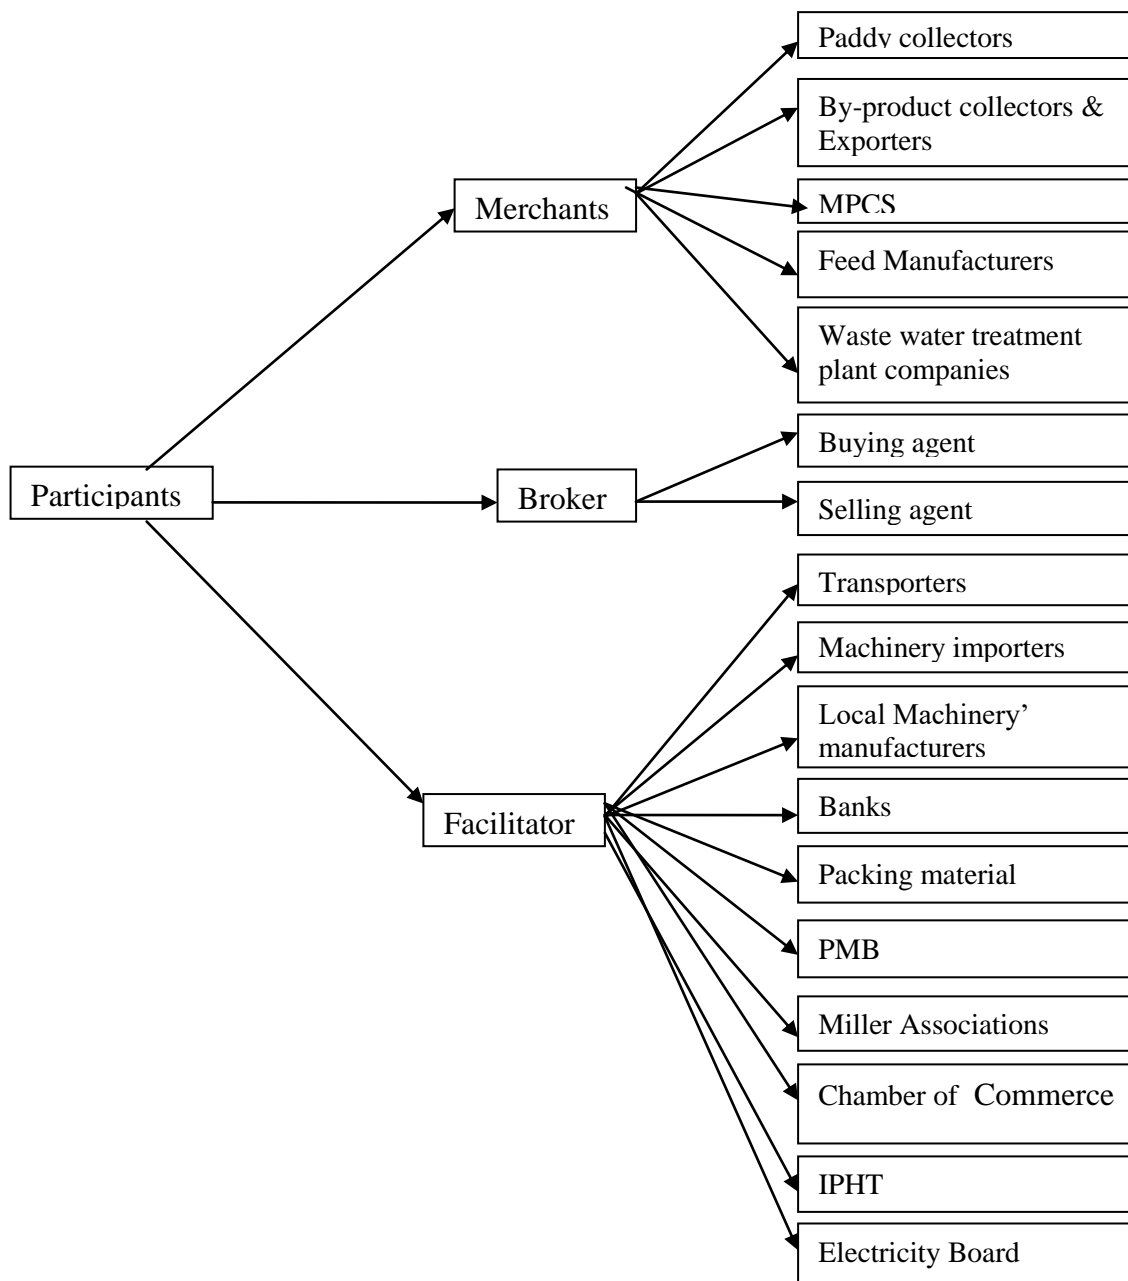 Paddy collectors
By-product collectors &
Exporters
Merchants
MPCS
Feed Manufacturers
Waste water treatment
plant companies
Buying agent
Participants
Broker
Selling agent
Transporters
Machinery importers
Local Machinery’
manufacturers
Facilitator
Banks
Packing material
PMB
Miller Associations
Chamber of Commerce
IPHT
Electricity Board